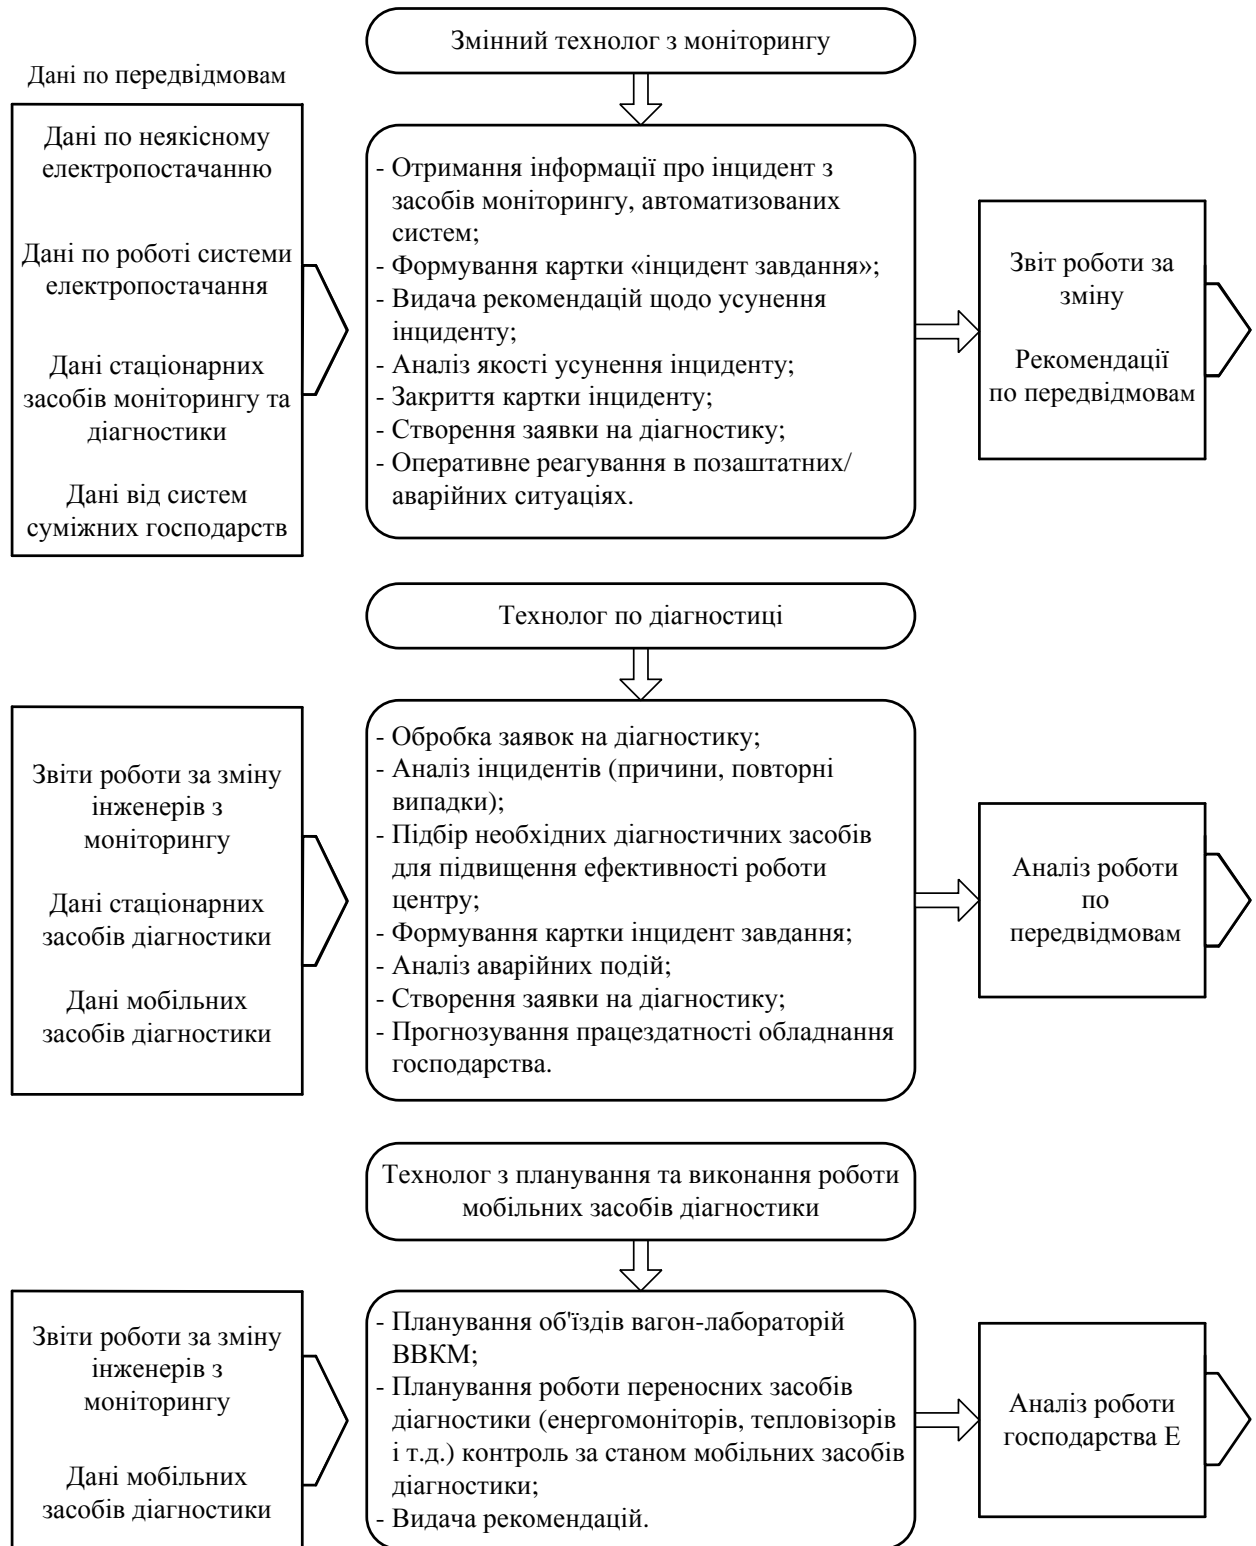 Змінний технолог з моніторингу
Дані по передвідмовам
Дані по неякісному
електропостачанню
Дані по роботі системи
електропостачання
Дані стаціонарних
засобів моніторингу та
діагностики
Дані від систем
суміжних господарств
- Отримання інформації про інцидент з
засобів моніторингу, автоматизованих
систем;
- Формування картки «інцидент завдання»;
- Видача рекомендацій щодо усунення
інциденту;
- Аналіз якості усунення інциденту;
- Закриття картки інциденту;
- Створення заявки на діагностику;
- Оперативне реагування в позаштатних/
аварійних ситуаціях.
Звіт роботи за
зміну
Рекомендації
по передвідмовам
Технолог по діагностиці
Звіти роботи за зміну
інженерів з
моніторингу
Дані стаціонарних
засобів діагностики
Дані мобільних
засобів діагностики
- Обробка заявок на діагностику;
- Аналіз інцидентів (причини, повторні
випадки);
- Підбір необхідних діагностичних засобів
для підвищення ефективності роботи
центру;
- Формування картки інцидент завдання;
- Аналіз аварійних подій;
- Створення заявки на діагностику;
- Прогнозування працездатності обладнання
господарства.
Аналіз роботи
по
передвідмовам
Технолог з планування та виконання роботи
мобільних засобів діагностики
Звіти роботи за зміну
інженерів з
моніторингу
Дані мобільних
засобів діагностики
- Планування об'їздів вагон-лабораторій
ВВКМ;
- Планування роботи переносних засобів
діагностики (енергомоніторів, тепловізорів
і т.д.) контроль за станом мобільних засобів
діагностики;
- Видача рекомендацій.
Аналіз роботи
господарства Е